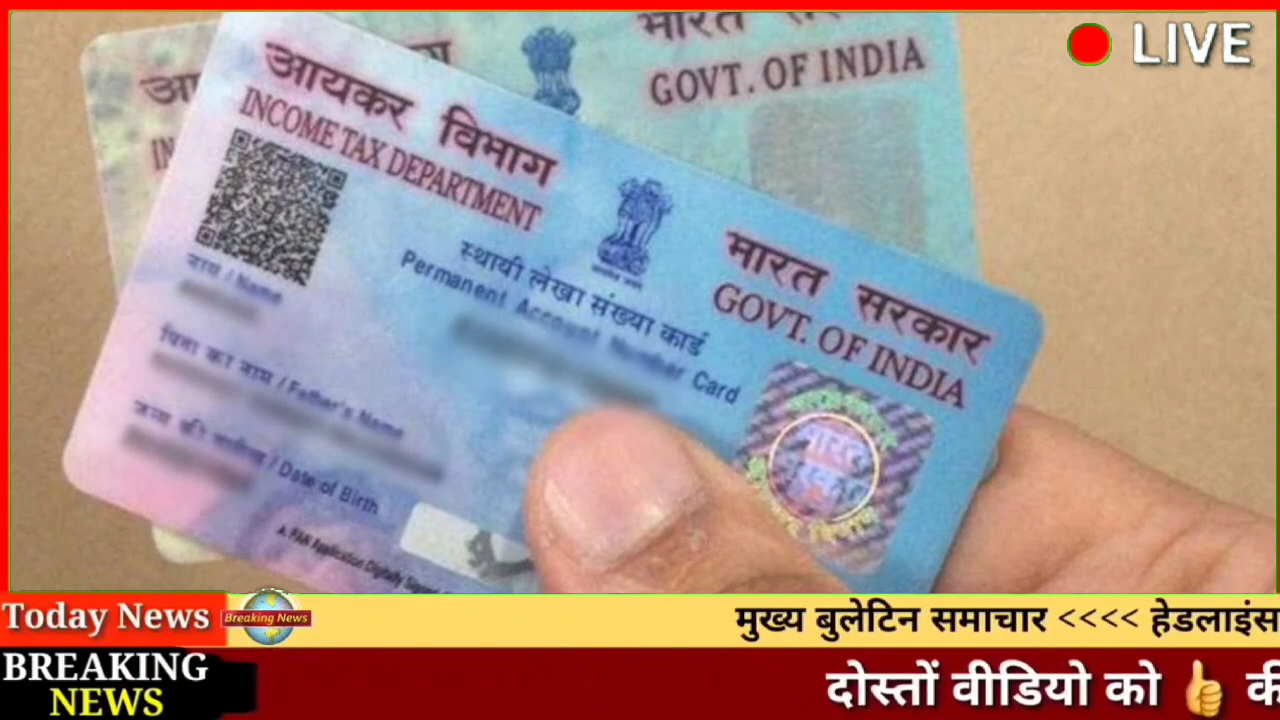 LIVE
भारत
GOVT. OF INDIA
आयकर विभाग
INCOME TAX DEPARTMENT
भारत सरकार
GOVT. OF INDIA
स्थायी लेखा संख्या कार्ड
Permanent Account Number Card
नाम / Name
पिता का नाम / Father's Name
जन्म की तारीख / Date of Birth
Today News
Breaking News
मुख्य बुलेटिन समाचार <<<< हेडलाइंस
BREAKING
NEWS
दोस्तों वीडियो को 👍 की